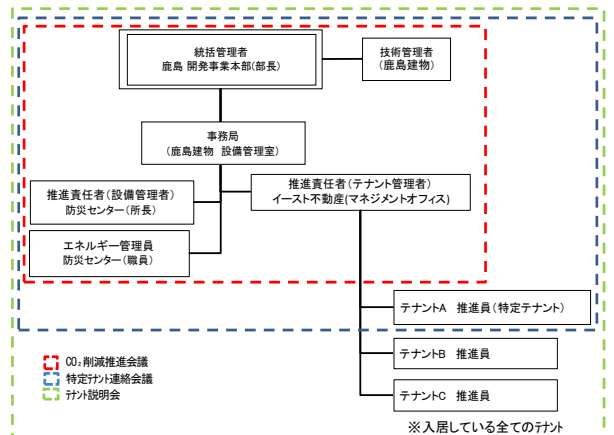 統括管理者
鹿島 開発事業本部(部長)
技術管理者
(鹿島建物)
事務局
(鹿島建物 設備管理室)
推進責任者(設備管理者)
防災センター(所長)
推進責任者(テナント管理者)
イースト不動産(マネジメントオフィス)
エネルギー管理員
防災センター(職員)
テナントA 推進員(特定テナント)
テナントB 推進員
テナントC 推進員
CO₂削減推進会議
特定テナント連絡会議
テナント説明会
※入居している全てのテナント